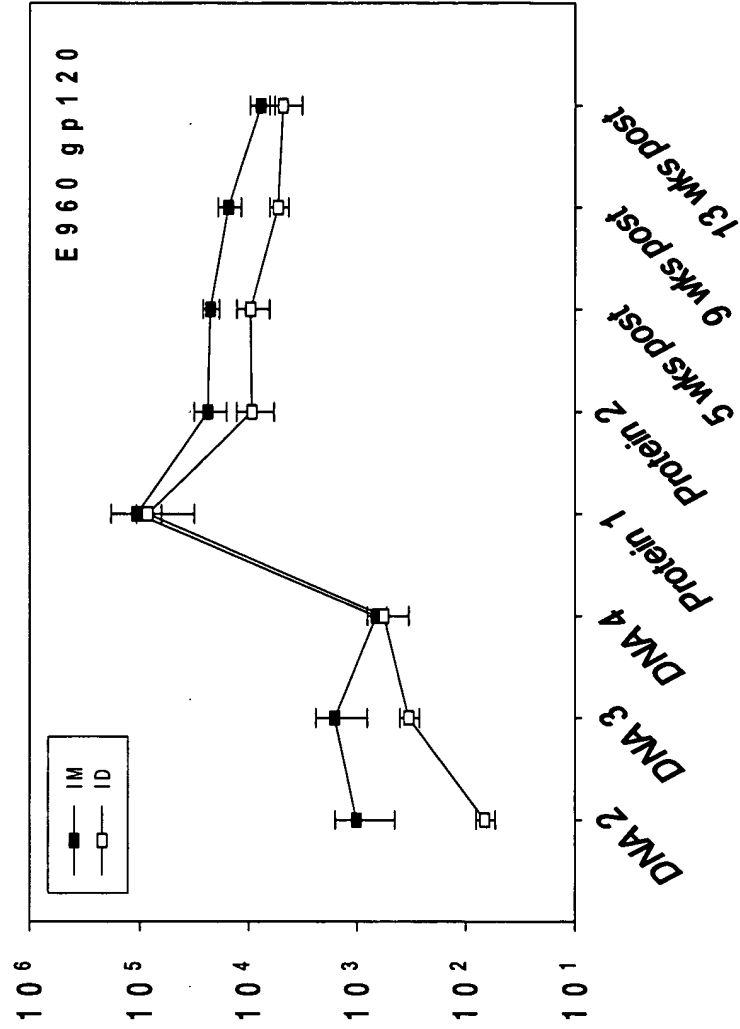 E960 gp120
IM
ID
10⁶
10⁵
10⁴
10³
10²
10¹
DNA 2
DNA 3
DNA 4
Protein 1
Protein 2
5 wks post
9 wks post
13 wks post